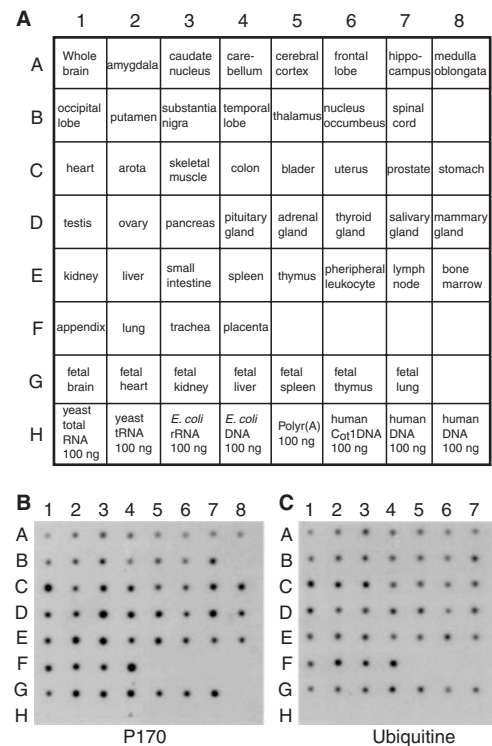 A
1 2 3 4 5 6 7 8
A
Whole brain
amygdala
caudate nucleus
care-bellum
cerebral cortex
frontal lobe
hippo-campus
medulla oblongata
B
occipital lobe
putamen
substantia nigra
temporal lobe
thalamus
nucleus occumbeus
spinal cord
C
heart
arota
skeletal muscle
colon
blader
uterus
prostate
stomach
D
testis
ovary
pancreas
pituitary gland
adrenal gland
thyroid gland
salivary gland
mammary gland
E
kidney
liver
small intestine
spleen
thymus
pheripheral leukocyte
lymph node
bone marrow
F
appendix
lung
trachea
placenta
G
fetal brain
fetal heart
fetal kidney
fetal liver
fetal spleen
fetal thymus
fetal lung
H
yeast total RNA 100 ng
yeast tRNA 100 ng
E. coli rRNA 100 ng
E. coli DNA 100 ng
Polyr(A) 100 ng
human Cot1DNA 100 ng
human DNA 100 ng
human DNA 100 ng
B
1 2 3 4 5 6 7 8
A
B
C
D
E
F
G
H
P170
C
1 2 3 4 5 6 7
A
B
C
D
E
F
G
H
Ubiquitine